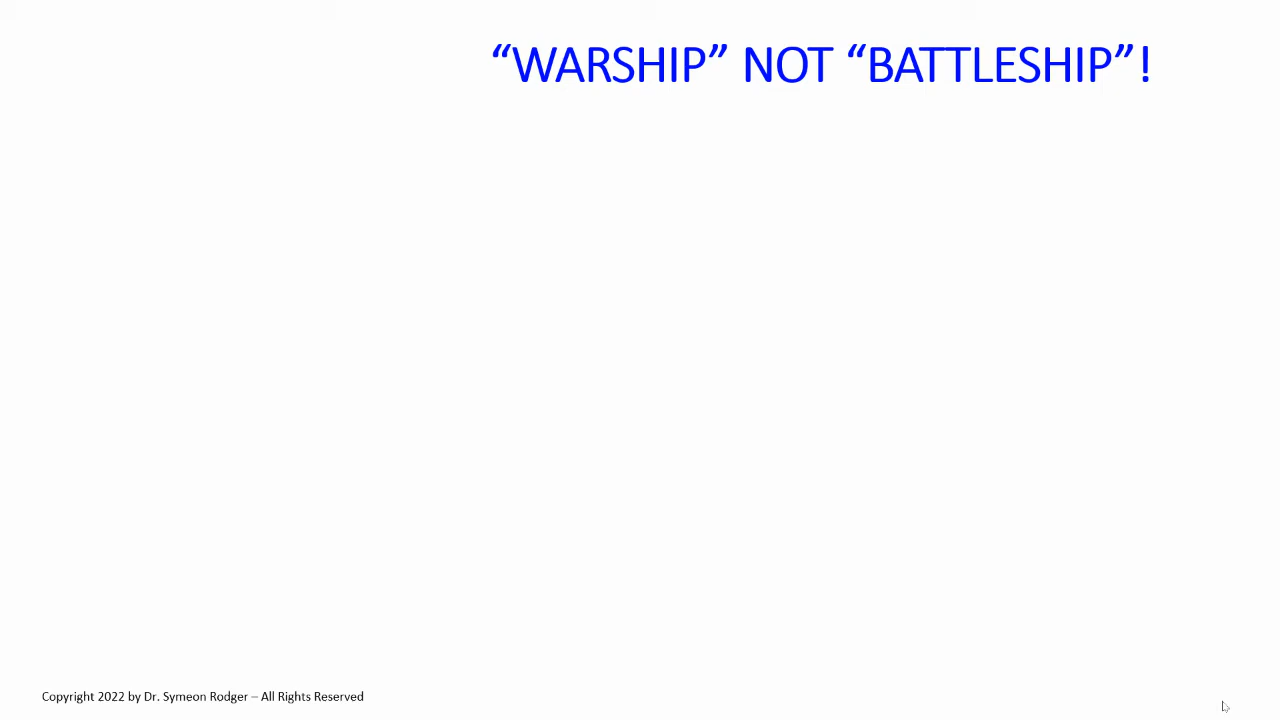 “WARSHIP” NOT “BATTLESHIP”!
Copyright 2022 by Dr. Symeon Rodger – All Rights Reserved